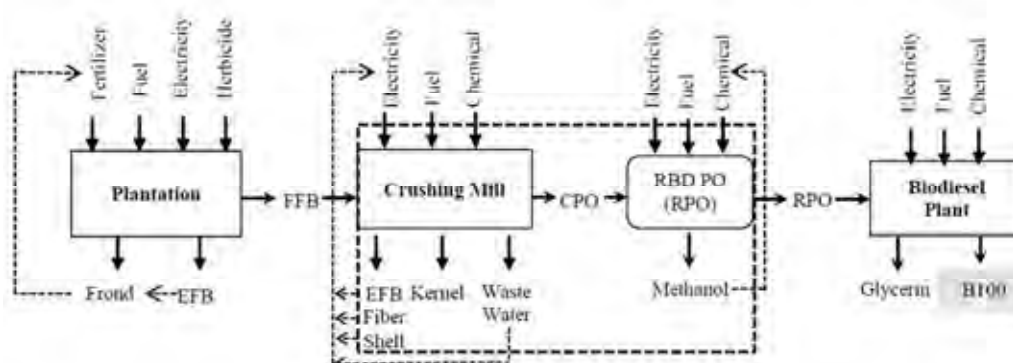 Fertilizer
Fuel
Electricity
Herbicide
Plantation
Frond
EFB
FFB
Electricity
Fuel
Chemical
Crushing Mill
EFB
Fiber
Shell
Kernel
Waste
Water
CPO
Electricity
Fuel
Chemical
RBD PO
(RPO)
Methanol
RPO
Electricity
Fuel
Chemical
Biodiesel
Plant
Glycerin
B100